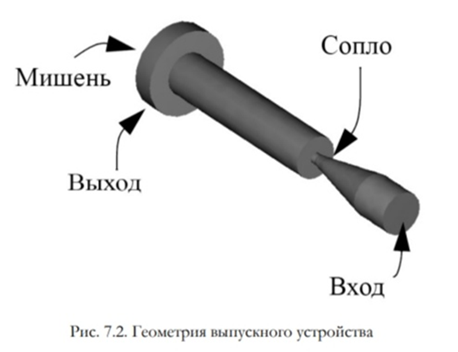 Сопло
Мишень
Выход
Вход
Рис. 7.2. Геометрия выпускного устройства